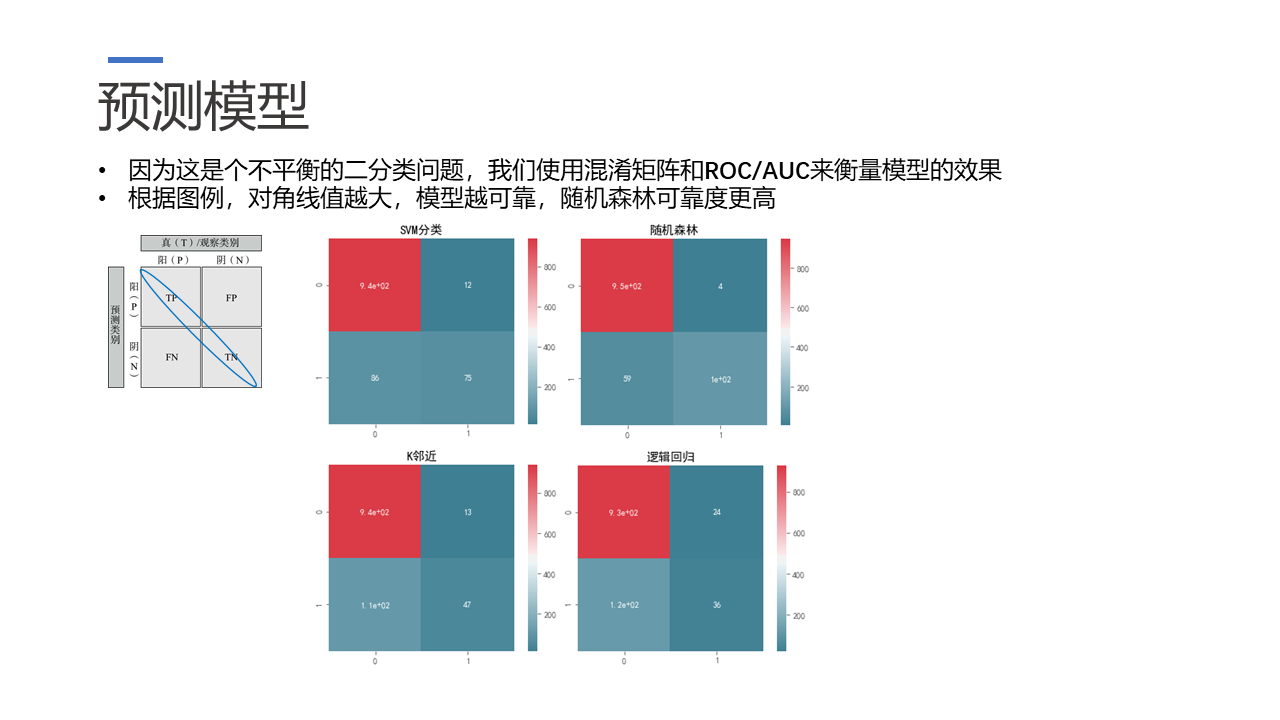 预测模型
• 因为这是个不平衡的二分类问题，我们使用混淆矩阵和ROC/AUC来衡量模型的效果
• 根据图例，对角线值越大，模型越可靠，随机森林可靠度更高
真（T）/观察类别
阳（P） 阴（N）
预测类别
阳（P）
TP FP
阴（N）
FN TN
SVM分类
0 9.4e+02 12
1 86 75
0 1
800
600
400
200
随机森林
0 9.5e+02 4
1 59 1e+02
0 1
800
600
400
200
K邻近
0 9.4e+02 13
1 1.1e+02 47
0 1
800
600
400
200
逻辑回归
0 9.3e+02 24
1 1.2e+02 36
0 1
800
600
400
200